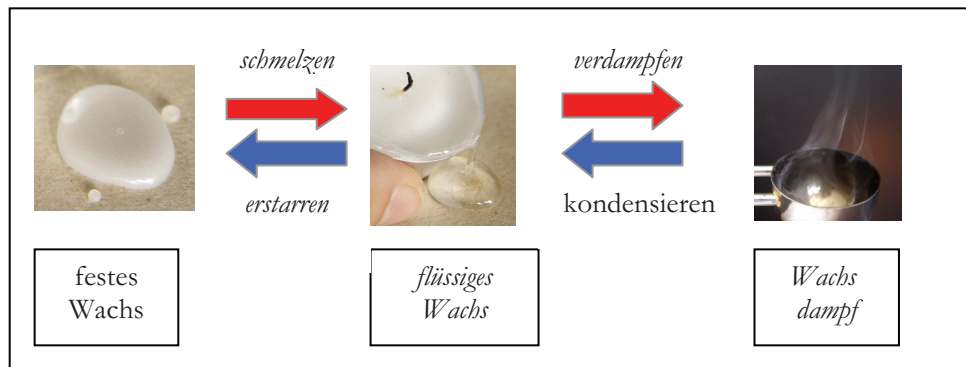 schmelzen
verdampfen
erstarren
kondensieren
festes
Wachs
flüssiges
Wachs
Wachs
dampf